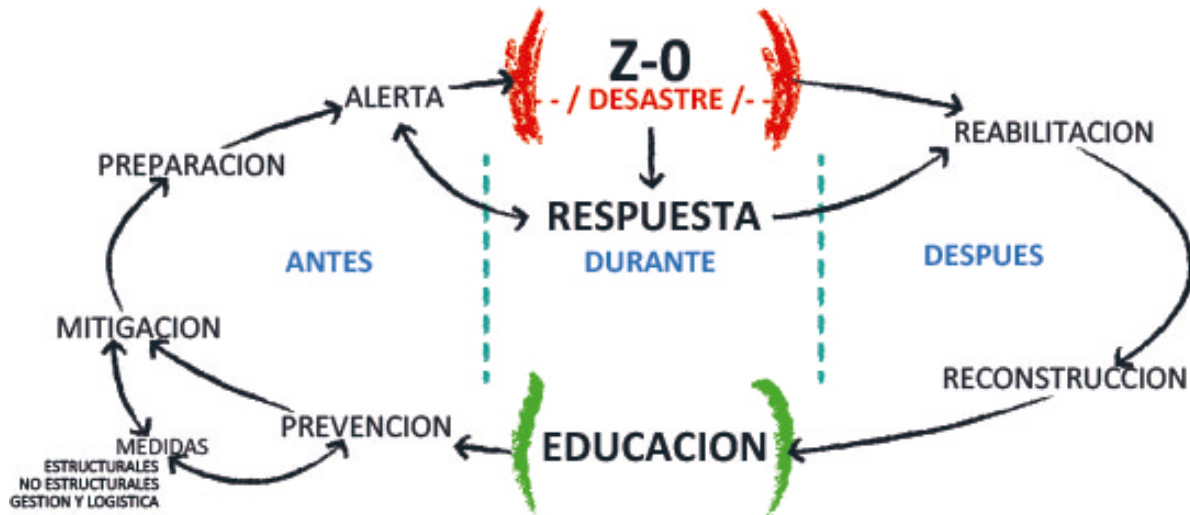 Z-0
- - / DESASTRE / - -
ALERTA
REABILITACION
PREPARACION
RESPUESTA
ANTES
DURANTE
DESPUES
MITIGACION
RECONSTRUCCION
PREVENCION
EDUCACION
MEDIDAS
ESTRUCTURALES
NO ESTRUCTURALES
GESTION Y LOGISTICA